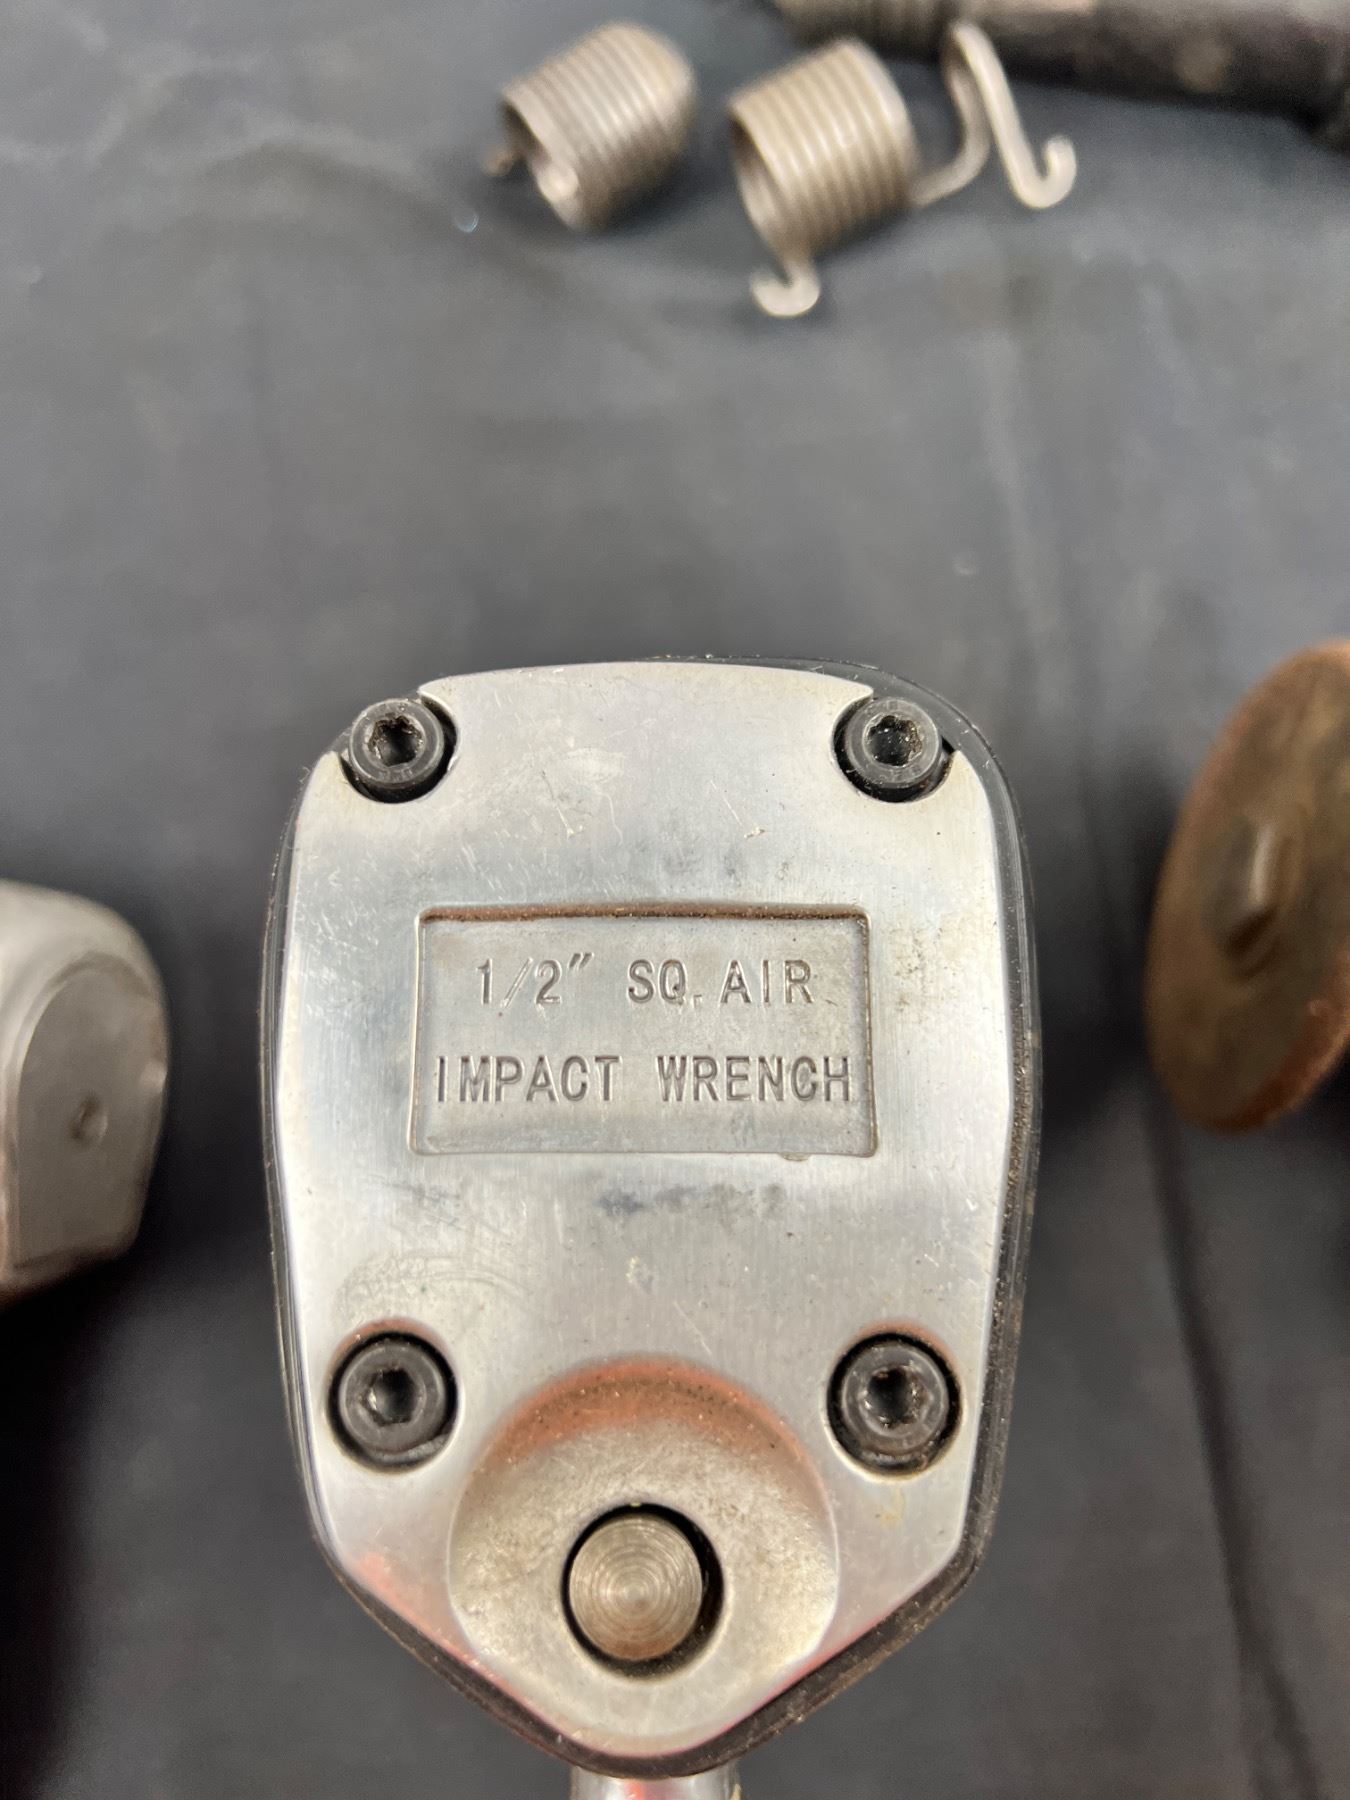 1/2" SQ. AIR
IMPACT WRENCH